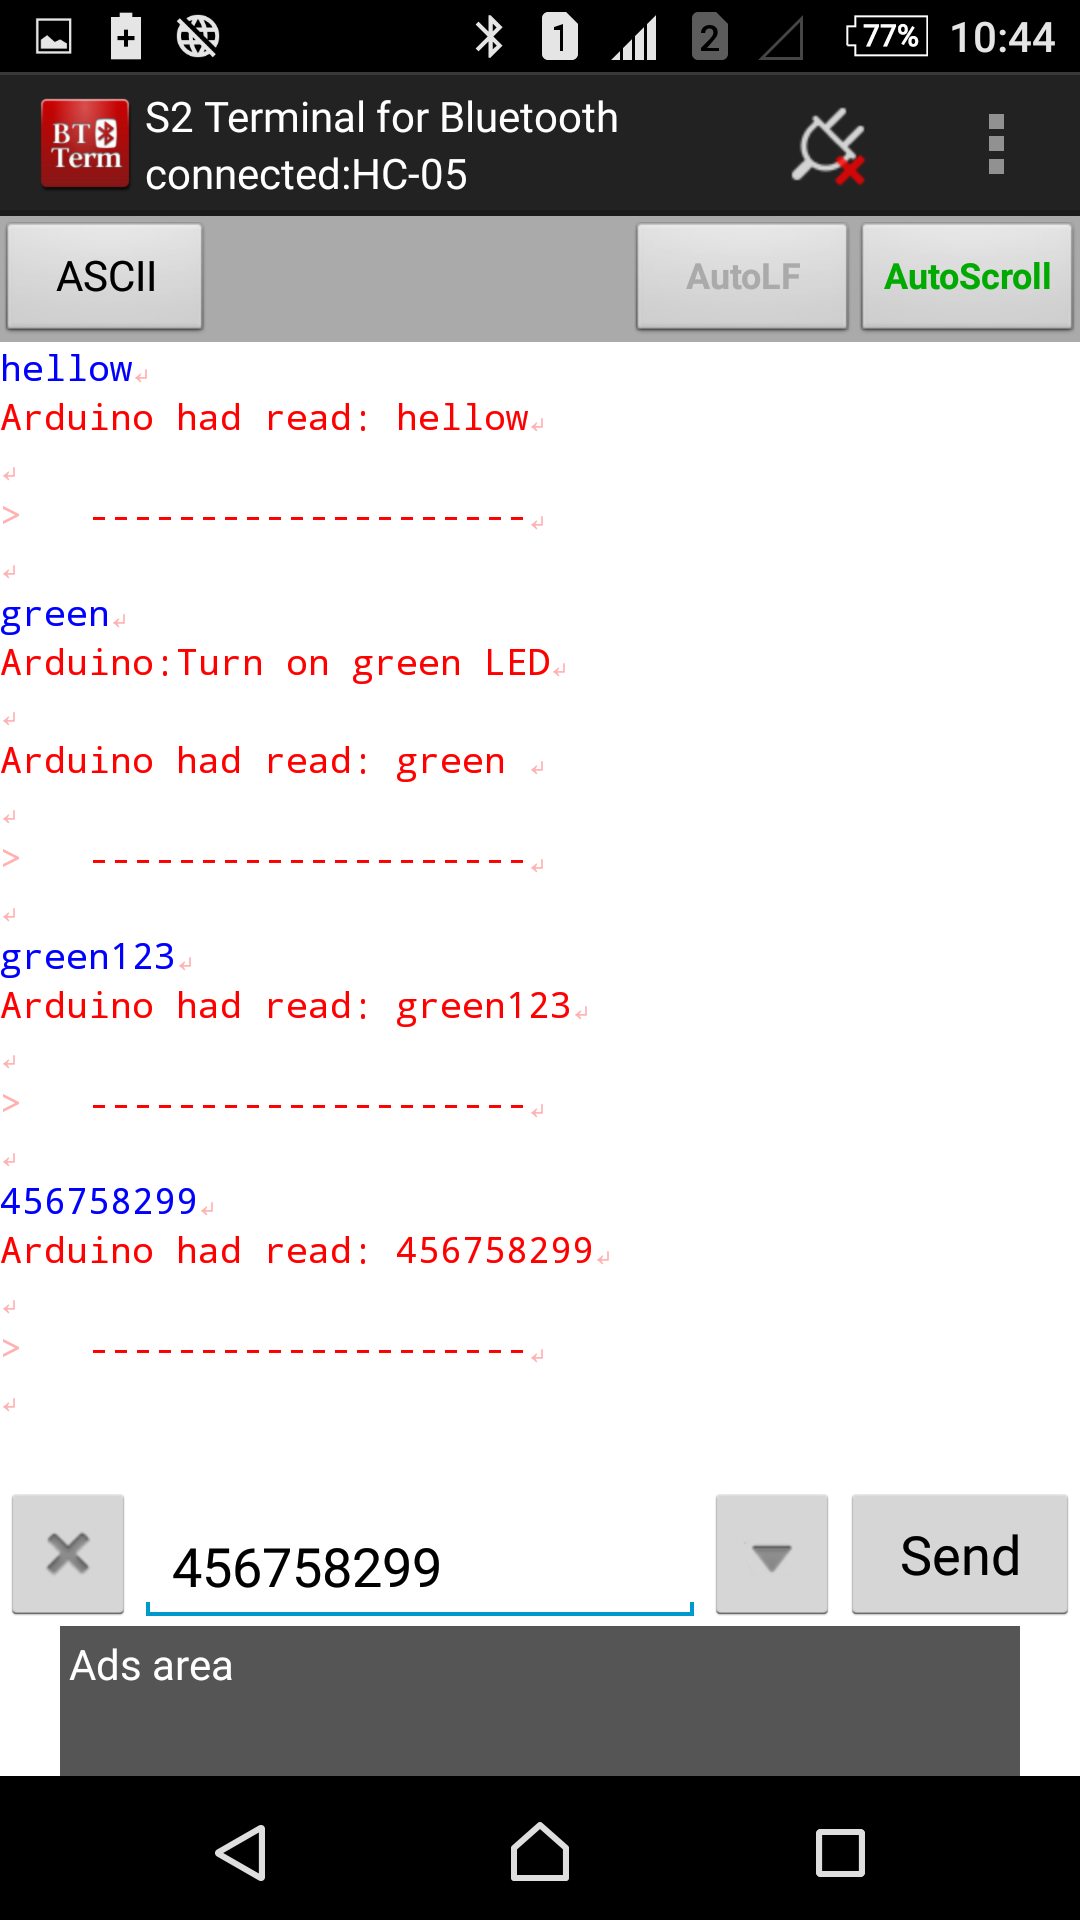 1 2 77% 10:44
BT Term
S2 Terminal for Bluetooth
connected:HC-05
ASCII AutoLF AutoScroll
hellow↲
Arduino had read: hellow↲
↲
> --------------------↲
↲
green↲
Arduino:Turn on green LED↲
↲
Arduino had read: green ↲
↲
> --------------------↲
↲
green123↲
Arduino had read: green123↲
↲
> --------------------↲
↲
456758299↲
Arduino had read: 456758299↲
↲
> --------------------↲
↲
456758299 Send
Ads area